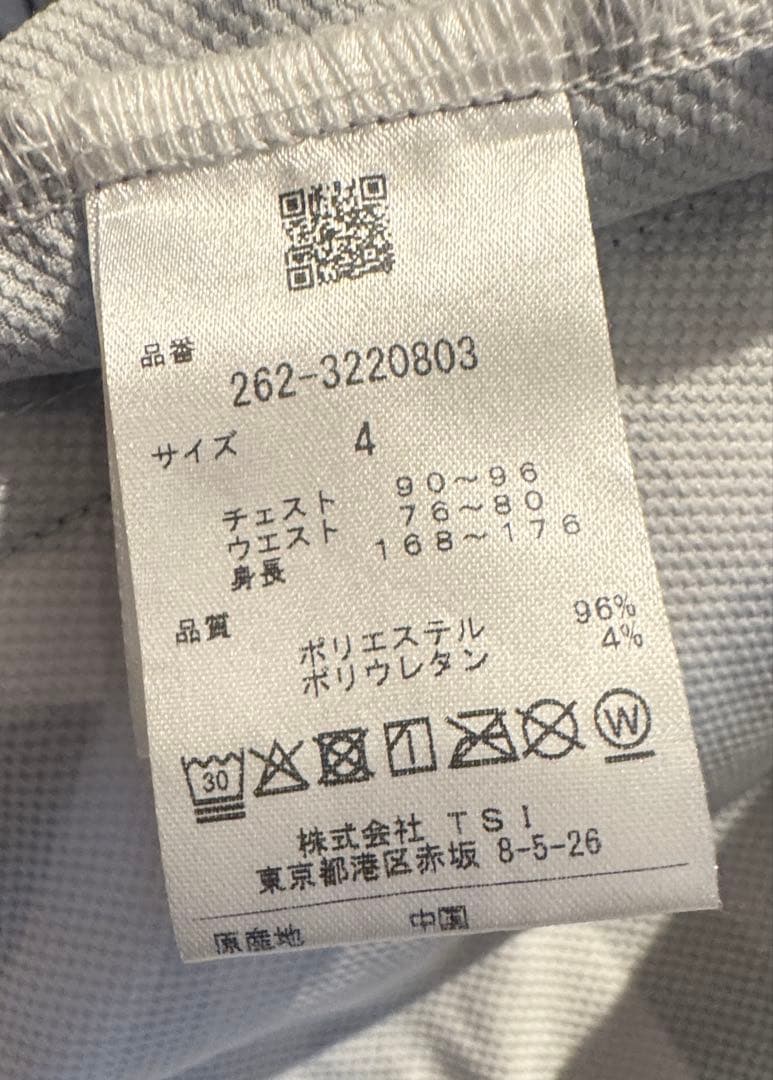 品番
262-3220803
サイズ 4
チェスト 90～96
ウエスト 76～80
身長 168～176
品質
ポリエステル 96%
ポリウレタン 4%
30 W
株式会社 TSI
東京都港区赤坂 8-5-26
原産地 中国